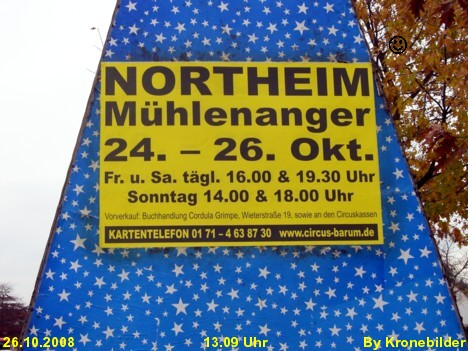 NORTHEIM
Mühlenanger
24. – 26. Okt.
Fr. u. Sa. tägl. 16.00 & 19.30 Uhr
Sonntag 14.00 & 18.00 Uhr
Vorverkauf: Buchhandlung Cordula Grimpe, Wieterstraße 19, sowie an den Circuskassen
KARTENTELEFON 01 71 – 4 63 87 30 www.circus-barum.de
26.10.2008 13.09 Uhr By Kronebilder